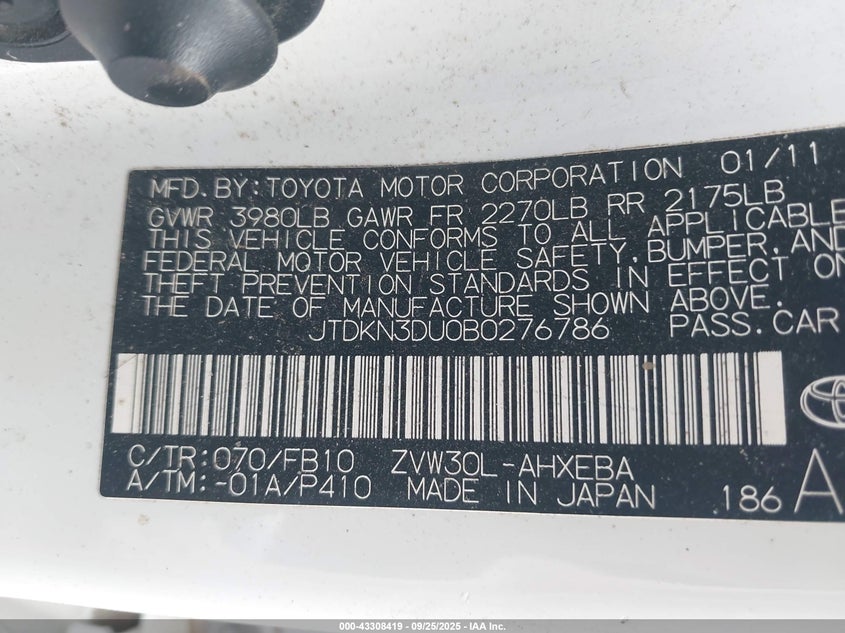 MFD. BY: TOYOTA MOTOR CORPORATION 01/11
GVWR 3980LB GAWR FR 2270LB RR 2175LB
THIS VEHICLE CONFORMS TO ALL APPLICABLE
FEDERAL MOTOR VEHICLE SAFETY, BUMPER, AND
THEFT PREVENTION STANDARDS IN EFFECT ON
THE DATE OF MANUFACTURE SHOWN ABOVE.
JTDKN3DU0B0276786 PASS. CAR
C/TR: 070/FB10 ZVW30L-AHXEBA
A/TM: -01A/P410 MADE IN JAPAN 186 A
000-43308419 - 09/25/2025 - IAA Inc.